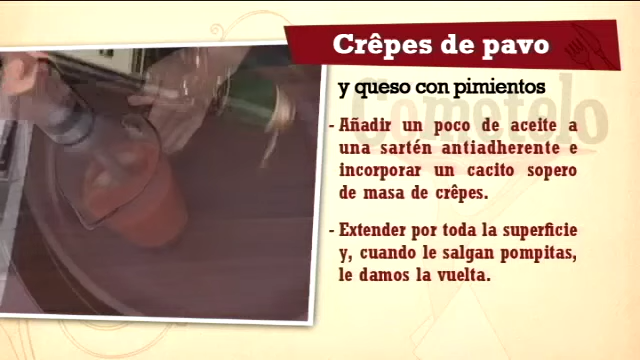 Crêpes de pavo
y queso con pimientos
Cometelo
- Añadir un poco de aceite a
una sartén antiadherente e
incorporar un cacito sopero
de masa de crêpes.
- Extender por toda la superficie
y, cuando le salgan pompitas,
le damos la vuelta.